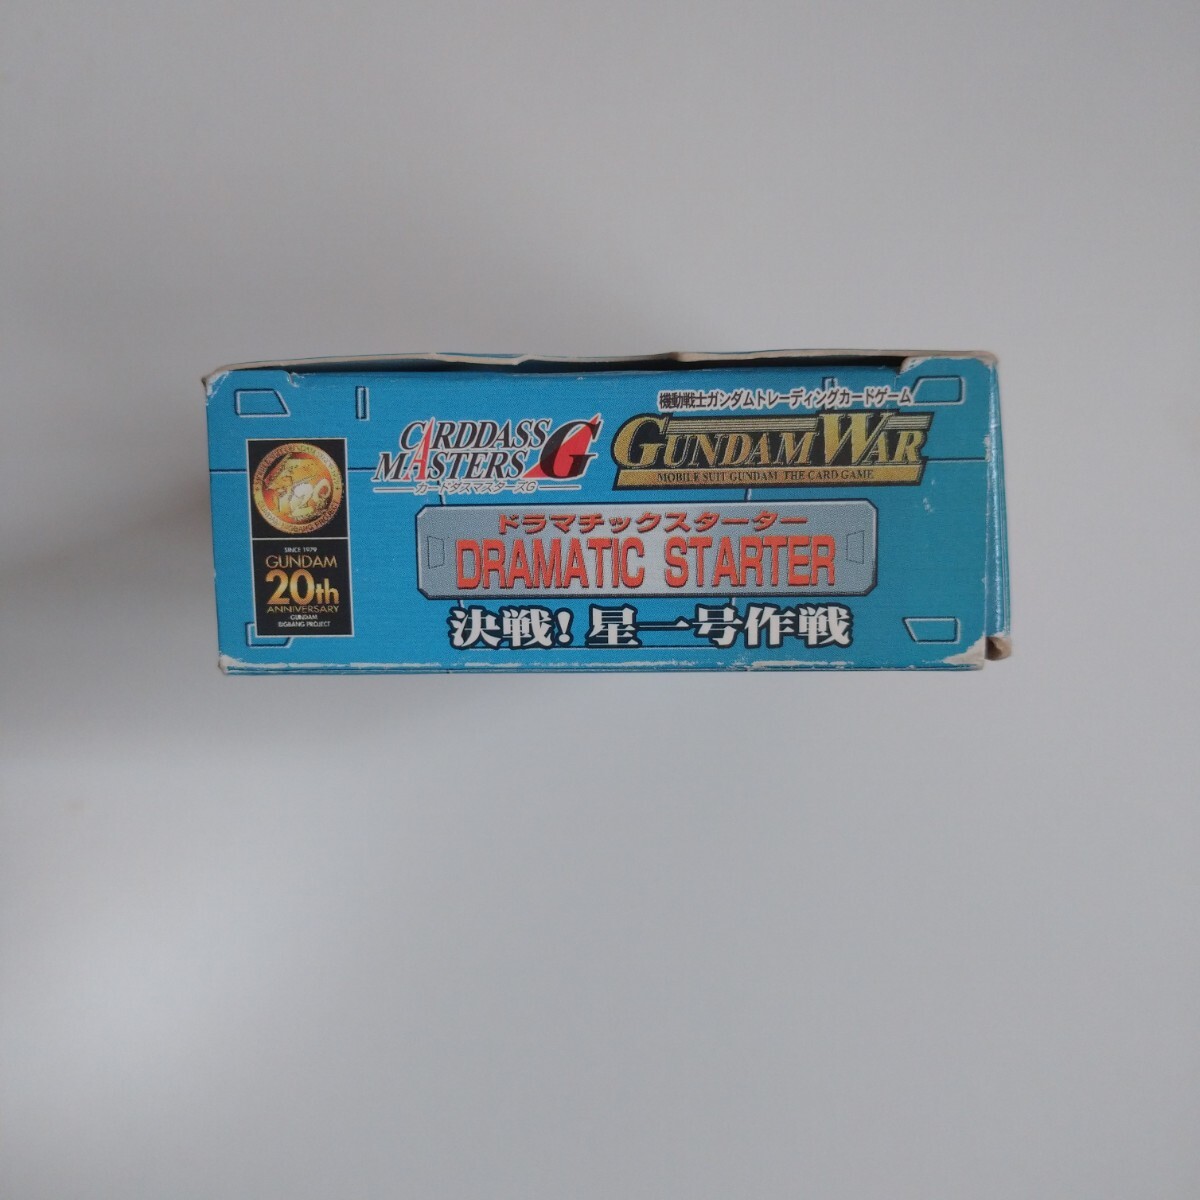 機動戦士ガンダムトレーディングカードゲーム
CARDDASS MASTERS G
カードダスマスターズG
GUNDAM WAR
MOBILE SUIT GUNDAM THE CARD GAME
ドラマチックスターター
DRAMATIC STARTER
決戦!星一号作戦
SINCE 1979
GUNDAM
20th
ANNIVERSARY
GUNDAM
BIGBANG PROJECT